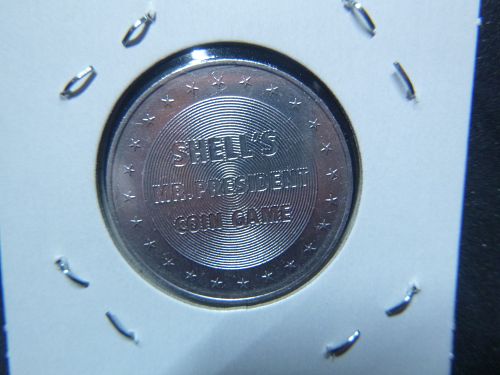 SHELL'S
MR. PRESIDENT
COIN GAME